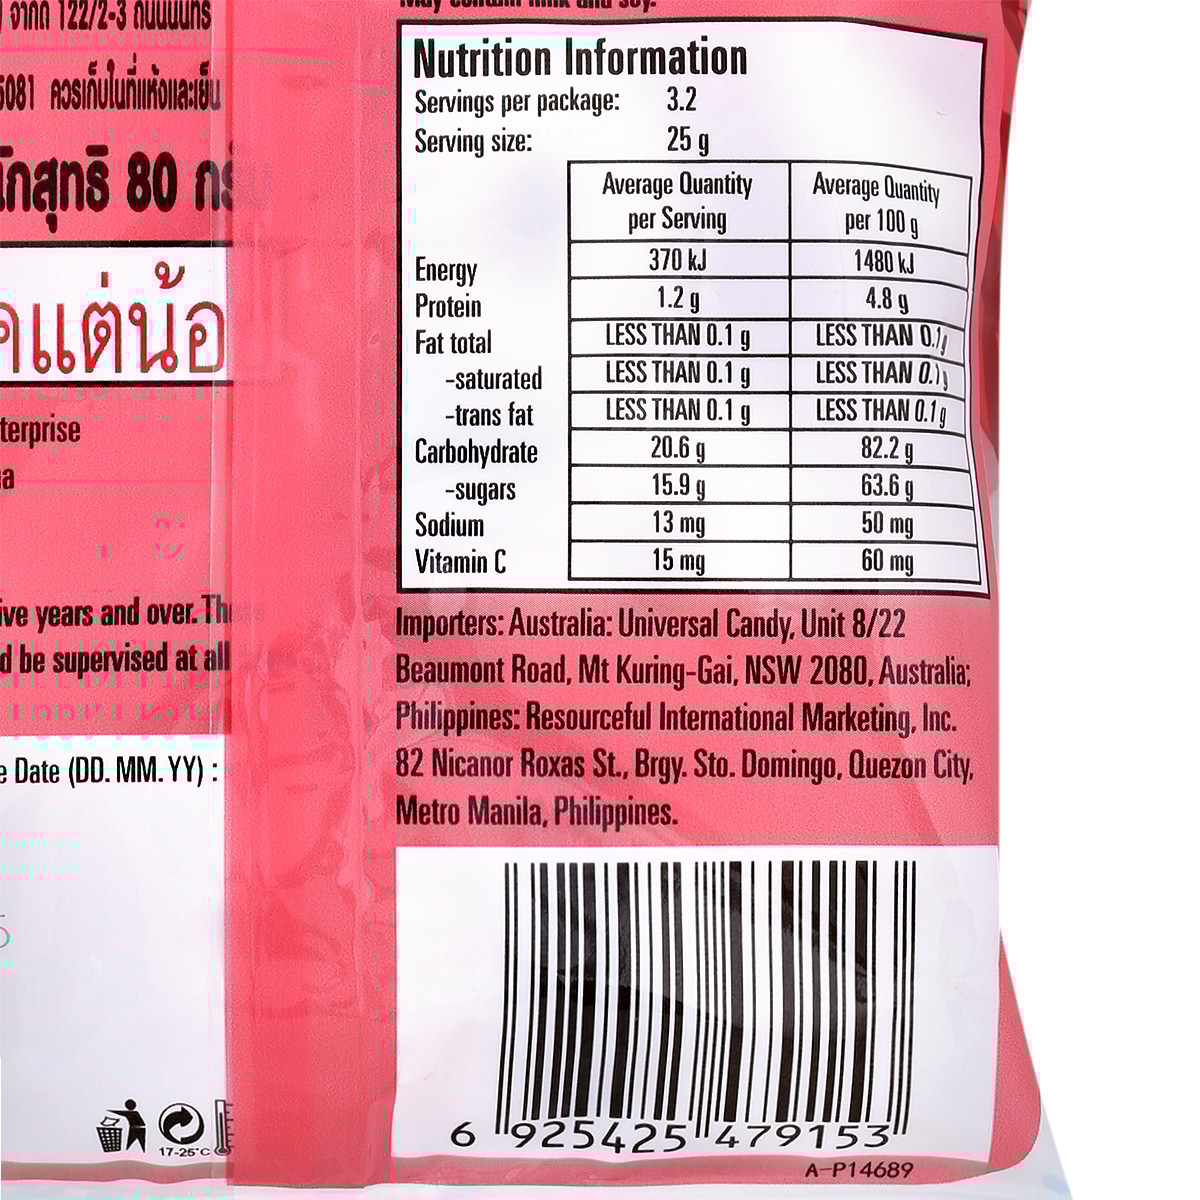 จากัด 122/2-3 ถนนนนทรี
5081 ควรเก็บในที่แห้งและเย็น
80
แต่น้อ
terprise
ive years and over. The
d be supervised at all
Date (DD. MM. YY) :
17-25°C
May contain milk and soy.
Nutrition Information
Servings per package: 3.2
Serving size: 25 g
Average Quantity per Serving Average Quantity per 100 g
Energy 370 kJ 1480 kJ
Protein 1.2 g 4.8 g
Fat total LESS THAN 0.1 g LESS THAN 0.1g
-saturated LESS THAN 0.1 g LESS THAN 0.1g
-trans fat LESS THAN 0.1 g LESS THAN 0.1 g
Carbohydrate 20.6 g 82.2 g
-sugars 15.9 g 63.6 g
Sodium 13 mg 50 mg
Vitamin C 15 mg 60 mg
Importers: Australia: Universal Candy, Unit 8/22
Beaumont Road, Mt Kuring-Gai, NSW 2080, Australia;
Philippines: Resourceful International Marketing, Inc.
82 Nicanor Roxas St., Brgy. Sto. Domingo, Quezon City,
Metro Manila, Philippines.
6 925425 479153
A-P14689